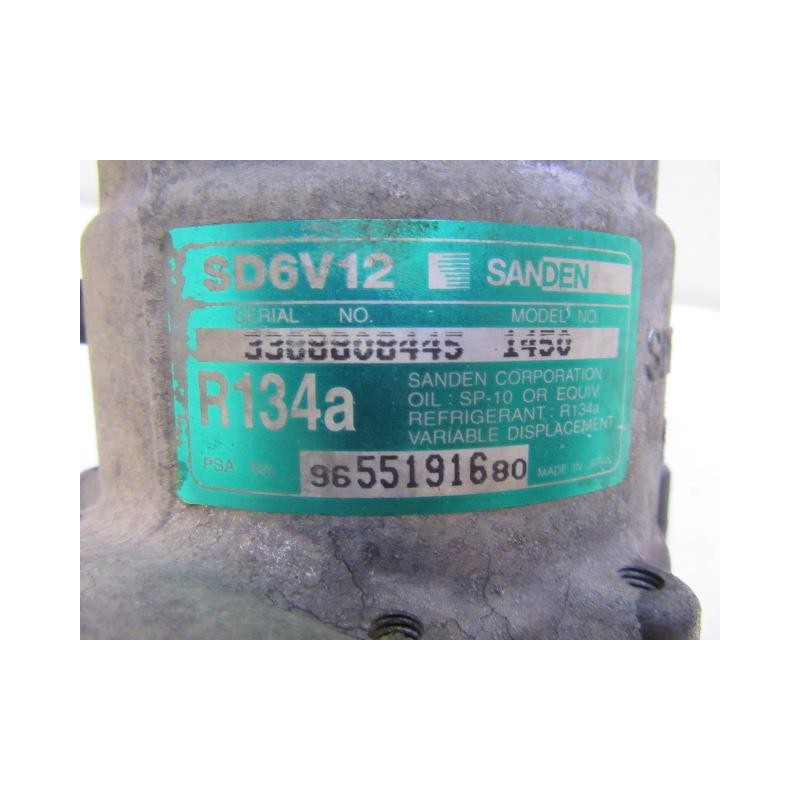 SD6V12 SANDEN
SERIAL NO. MODEL NO.
1450
R134a
SANDEN CORPORATION
OIL : SP-10 OR EQUIV.
REFRIGERANT : R134a
VARIABLE DISPLACEMENT
PSA NO. 9655191680 MADE IN JAPAN